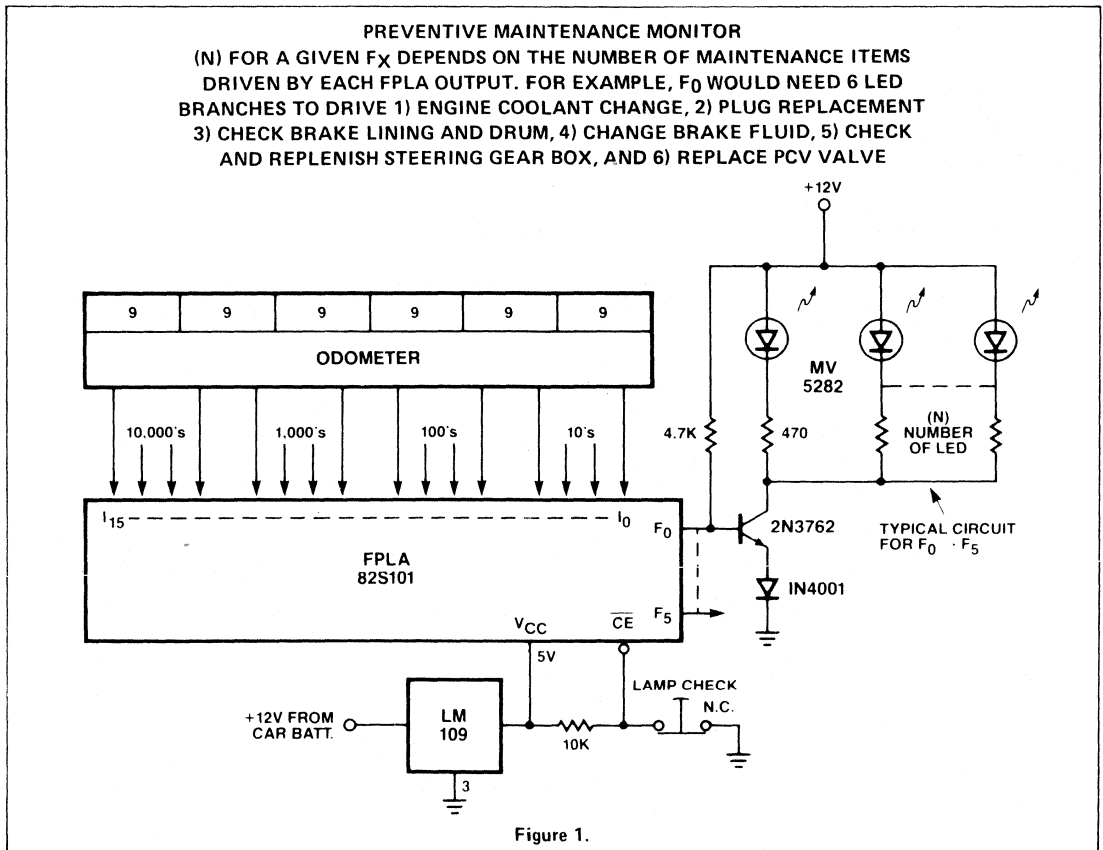 PREVENTIVE MAINTENANCE MONITOR
(N) FOR A GIVEN FX DEPENDS ON THE NUMBER OF MAINTENANCE ITEMS
DRIVEN BY EACH FPLA OUTPUT. FOR EXAMPLE, F0 WOULD NEED 6 LED
BRANCHES TO DRIVE 1) ENGINE COOLANT CHANGE, 2) PLUG REPLACEMENT
3) CHECK BRAKE LINING AND DRUM, 4) CHANGE BRAKE FLUID, 5) CHECK
AND REPLENISH STEERING GEAR BOX, AND 6) REPLACE PCV VALVE
+12V
9 9 9 9 9 9
ODOMETER
MV
5282
10,000's 1,000's 100's 10's
4.7K
470
(N)
NUMBER
OF LED
I15 I0
F0
2N3762
TYPICAL CIRCUIT
FOR F0 · F5
FPLA
82S101
IN4001
F5
VCC
CE
5V
LAMP CHECK
N.C.
+12V FROM
CAR BATT.
LM
109
10K
3
Figure 1.